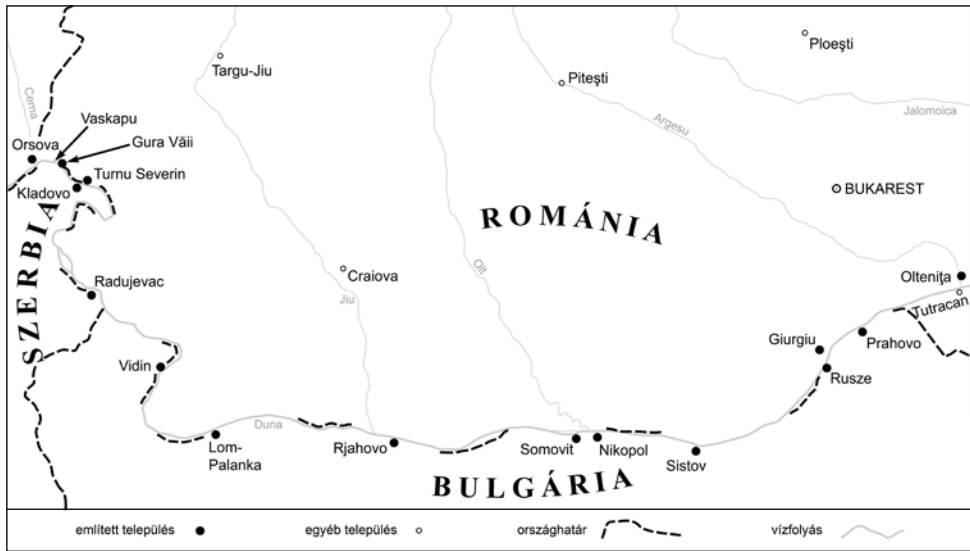 Ploeşti
Targu-Jiu
Piteşti
Cerna
Argesu
Jalomoica
Vaskapu
Orsova
Gura Văii
Turnu Severin
Kladovo
BUKAREST
ROMÁNIA
SZERBIA
Craiova
Olt
Olteniţa
Radujevac
Jiu
Tutracan
Giurgiu
Prahovo
Vidin
Rusze
Duna
Lom-
Palanka
Rjahovo
Somovit
Nikopol
Sistov
BULGÁRIA
említett település
egyéb település
országhatár
vízfolyás